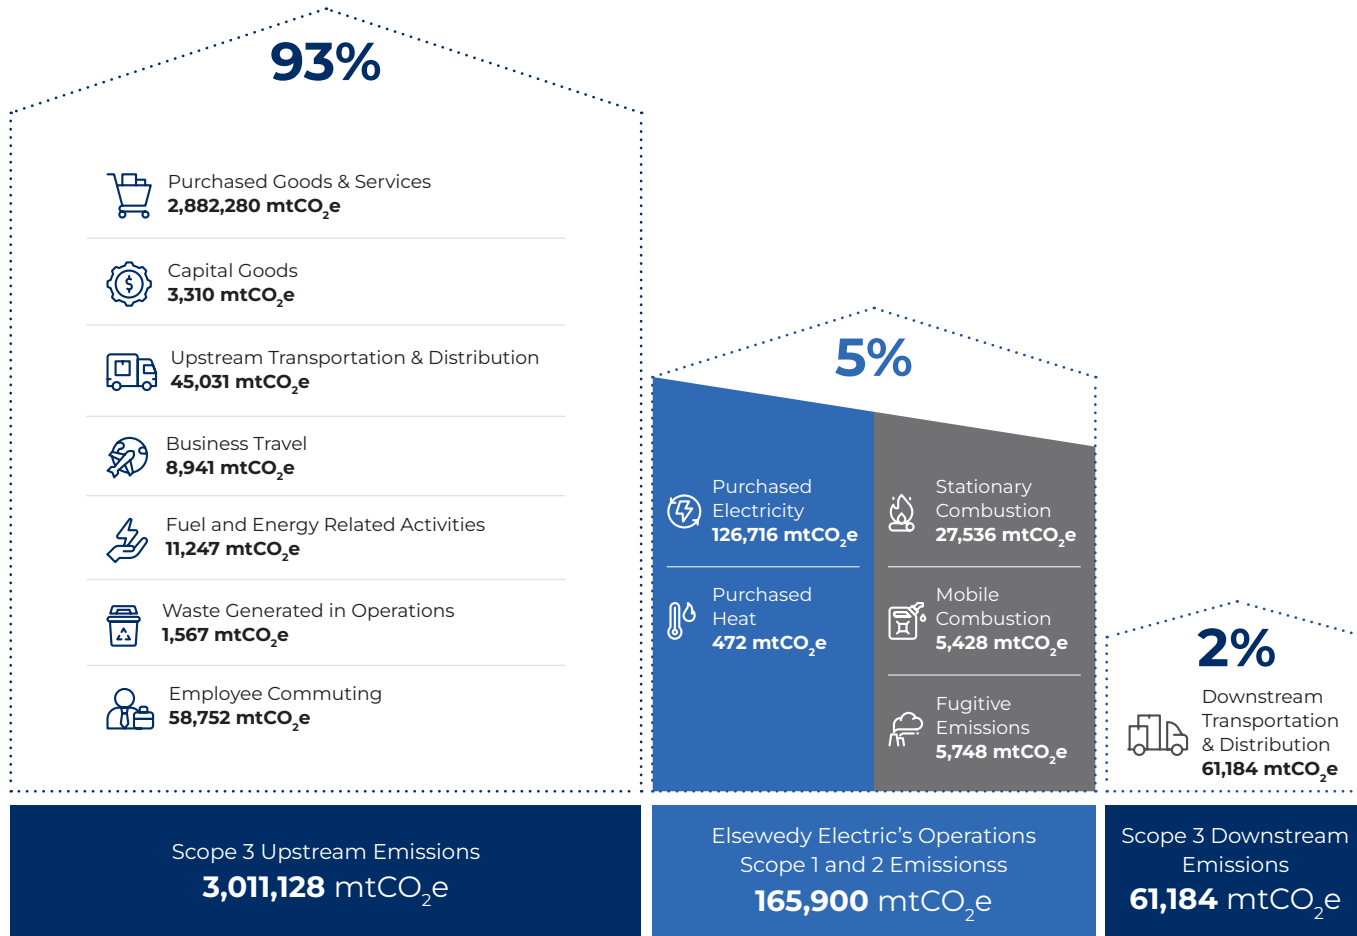 93%
Purchased Goods & Services
2,882,280 mtCO₂e
Capital Goods
3,310 mtCO₂e
Upstream Transportation & Distribution
45,031 mtCO₂e
Business Travel
8,941 mtCO₂e
Fuel and Energy Related Activities
11,247 mtCO₂e
Waste Generated in Operations
1,567 mtCO₂e
Employee Commuting
58,752 mtCO₂e
Scope 3 Upstream Emissions
3,011,128 mtCO₂e
5%
Purchased
Electricity
126,716 mtCO₂e
Purchased
Heat
472 mtCO₂e
Stationary
Combustion
27,536 mtCO₂e
Mobile
Combustion
5,428 mtCO₂e
Fugitive
Emissions
5,748 mtCO₂e
Elsewedy Electric's Operations
Scope 1 and 2 Emissionss
165,900 mtCO₂e
2%
Downstream
Transportation
& Distribution
61,184 mtCO₂e
Scope 3 Downstream
Emissions
61,184 mtCO₂e